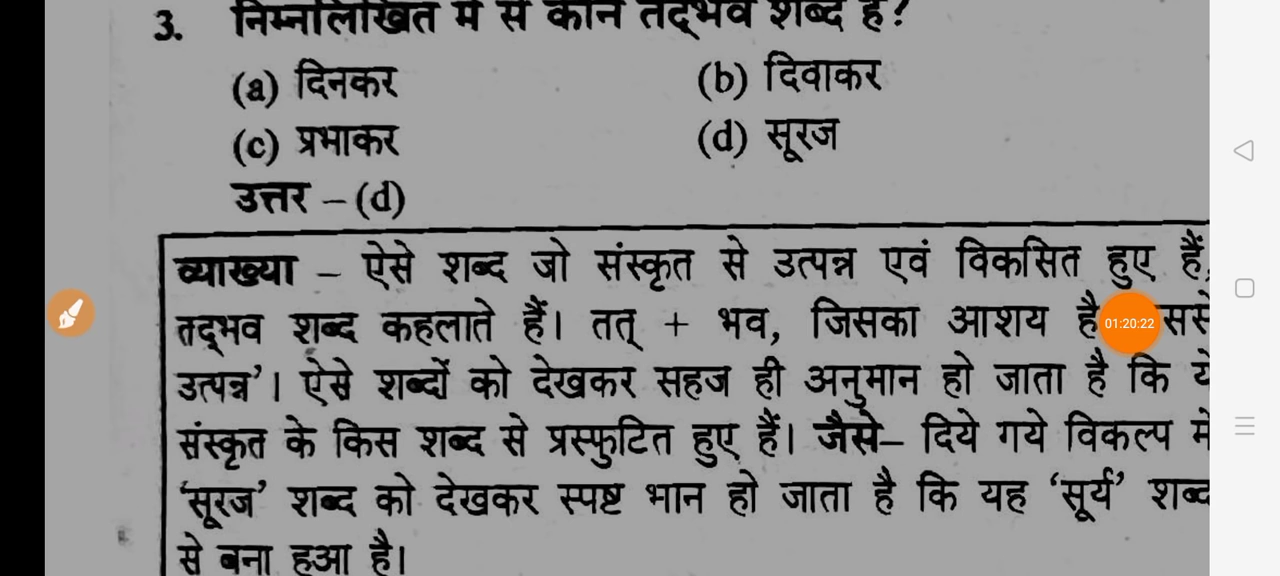 3. निम्नलिखित में से कौन तद्भव शब्द है?
(a) दिनकर (b) दिवाकर
(c) प्रभाकर (d) सूरज
उत्तर – (d)
व्याख्या – ऐसे शब्द जो संस्कृत से उत्पन्न एवं विकसित हुए हैं,
तद्भव शब्द कहलाते हैं। तत् + भव, जिसका आशय है
01:20:22
उत्पन्न’। ऐसे शब्दों को देखकर सहज ही अनुमान हो जाता है कि ये
संस्कृत के किस शब्द से प्रस्फुटित हुए हैं। जैसे– दिये गये विकल्प में
‘सूरज’ शब्द को देखकर स्पष्ट भान हो जाता है कि यह ‘सूर्य’ शब्द
से बना हुआ है।